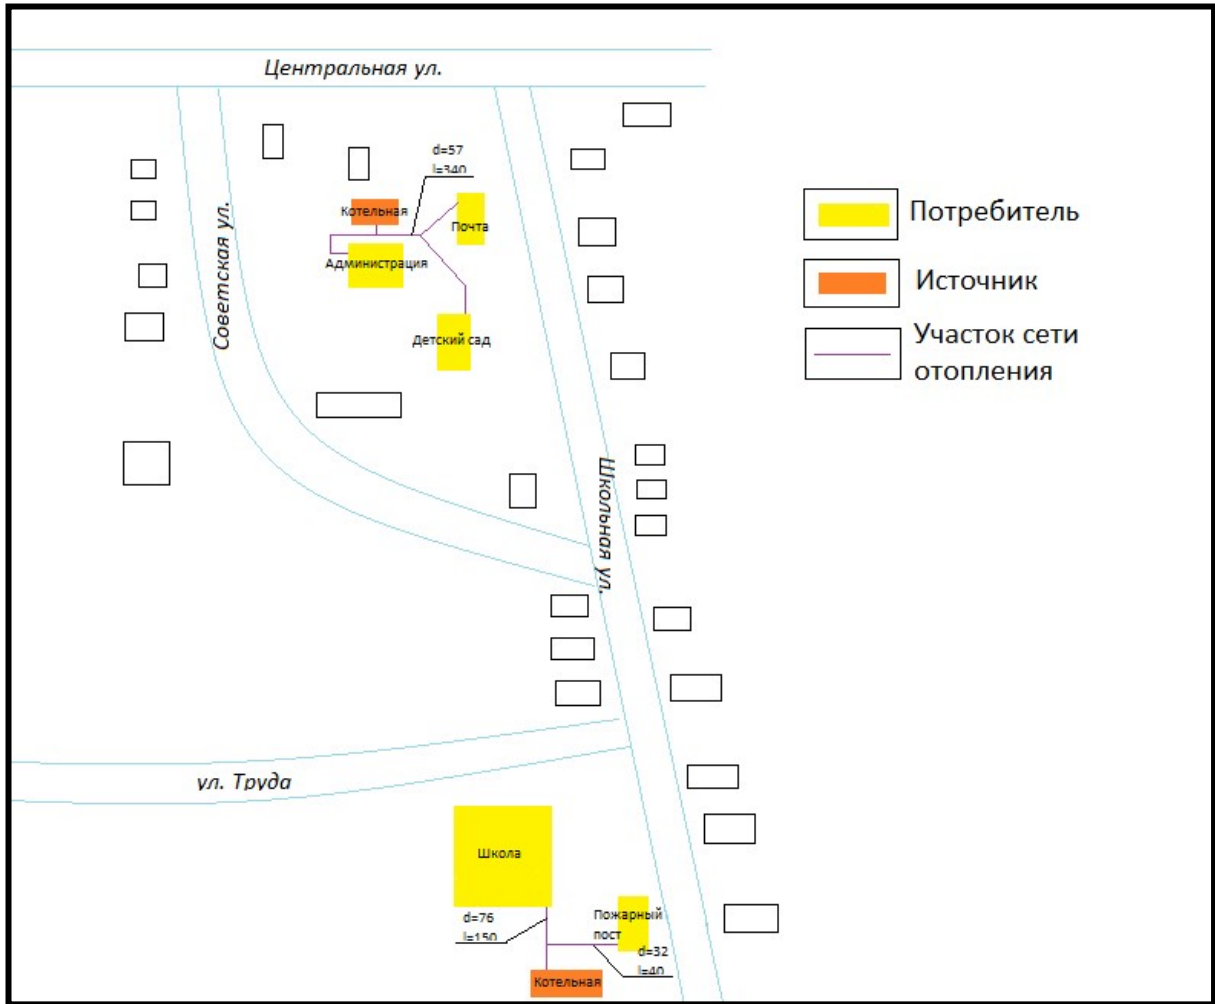 Центральная ул.
d=57
l=340
Котельная
Почта
Администрация
Детский сад
Советская ул.
Потребитель
Источник
Участок сети
отопления
Школьная ул.
ул. Труда
Школа
d=76
l=150
Пожарный
пост
d=32
l=40
Котельная